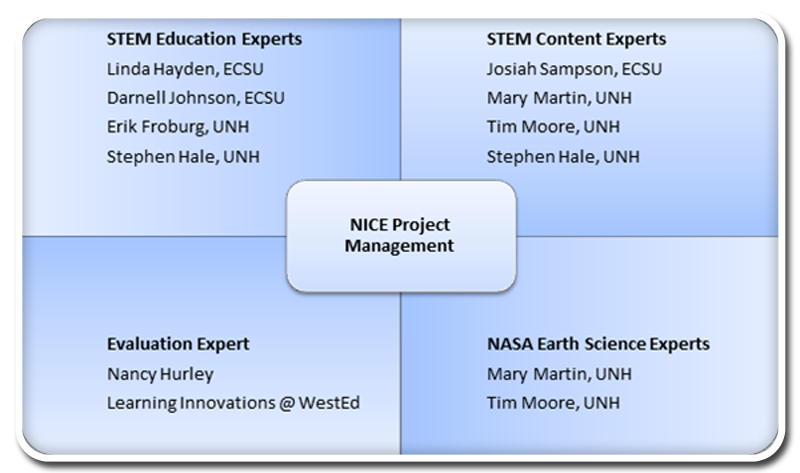 STEM Education Experts
Linda Hayden, ECSU
Darnell Johnson, ECSU
Erik Froburg, UNH
Stephen Hale, UNH
STEM Content Experts
Josiah Sampson, ECSU
Mary Martin, UNH
Tim Moore, UNH
Stephen Hale, UNH
NICE Project
Management
Evaluation Expert
Nancy Hurley
Learning Innovations @ WestEd
NASA Earth Science Experts
Mary Martin, UNH
Tim Moore, UNH